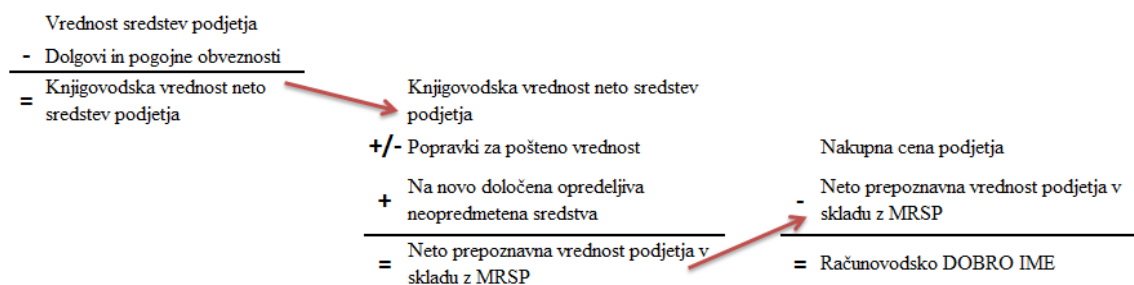 Vrednost sredstev podjetja
- Dolgovi in pogojne obveznosti
= Knjigovodska vrednost neto
sredstev podjetja
Knjigovodska vrednost neto sredstev
podjetja
+/- Popravki za pošteno vrednost
+ Na novo določena opredeljiva
neopredmetena sredstva
= Neto prepoznavna vrednost podjetja v
skladu z MRSP
Nakupna cena podjetja
- Neto prepoznavna vrednost podjetja v
skladu z MRSP
= Računovodsko DOBRO IME